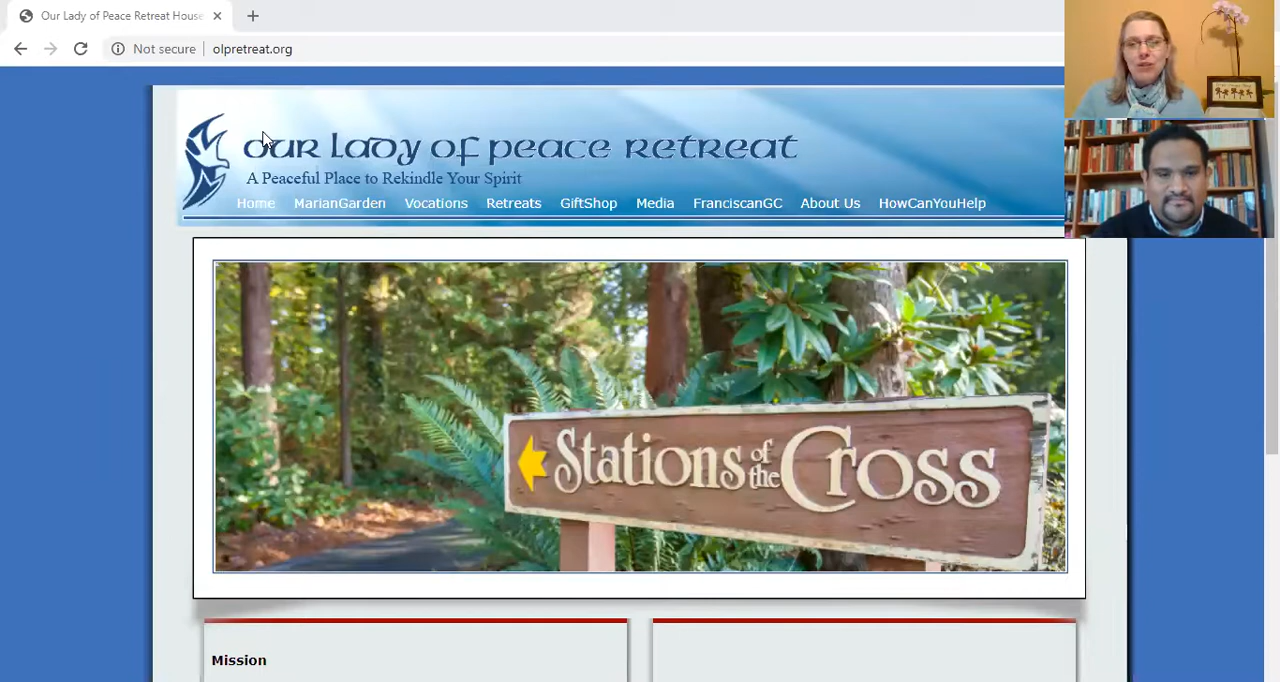 Our Lady of Peace Retreat House
Not secure
olpretreat.org
our lady of peace retreat
A Peaceful Place to Rekindle Your Spirit
Home MarianGarden Vocations Retreats GiftShop Media FranciscanGC About Us HowCanYouHelp
Stations of the Cross
Mission